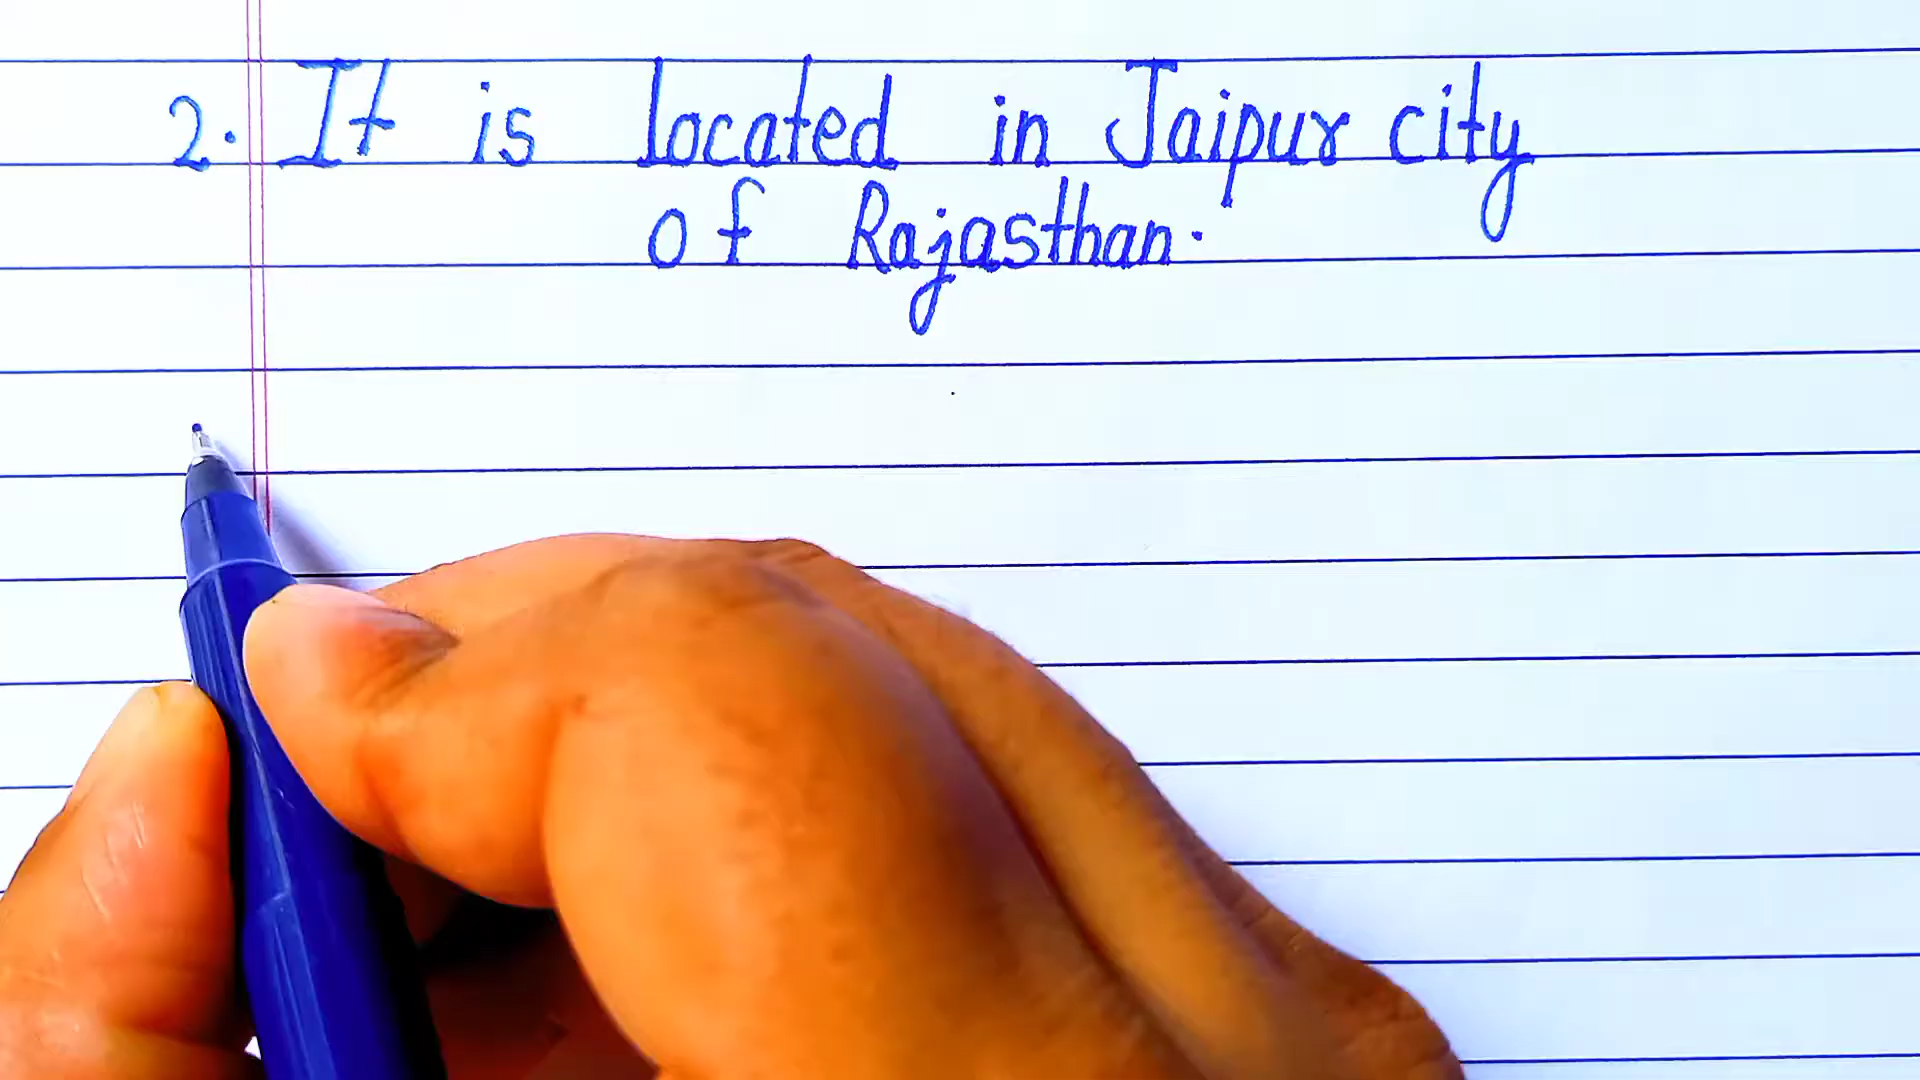 2. It is located in Jaipur city
of Rajasthan.